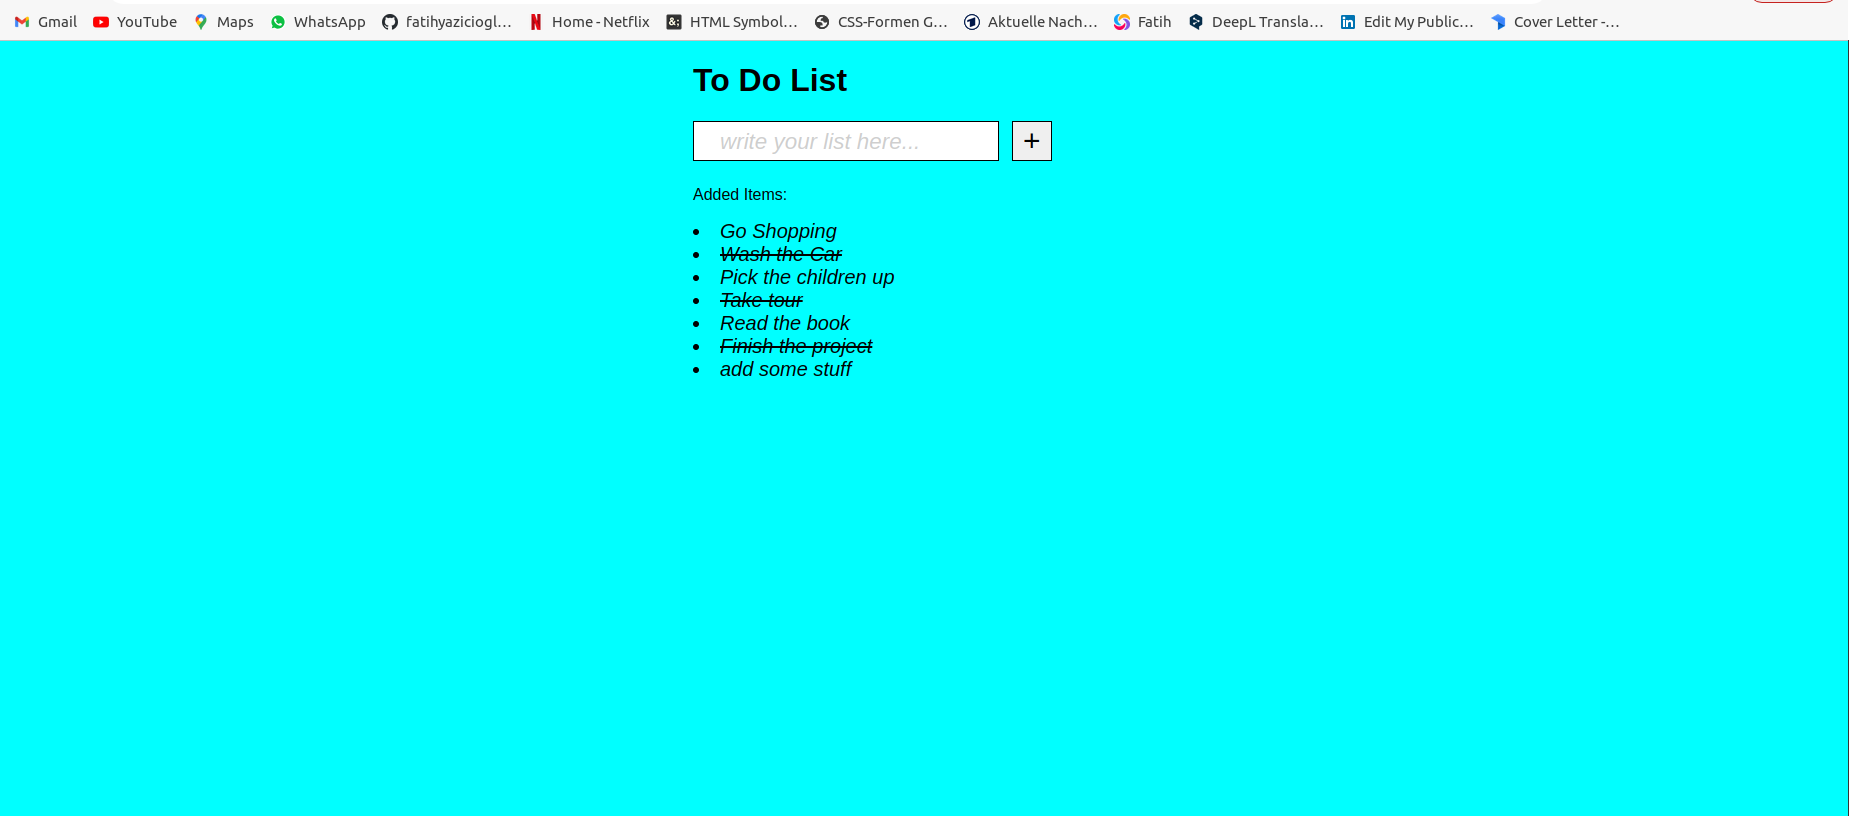 Gmail YouTube Maps WhatsApp fatihyaziciogl... Home - Netflix HTML Symbol... CSS-Formen G... Aktuelle Nach... Fatih DeepL Transla... Edit My Public... Cover Letter -...
To Do List
write your list here...
+
Added Items:
Go Shopping
Wash the Car
Pick the children up
Take tour
Read the book
Finish the project
add some stuff